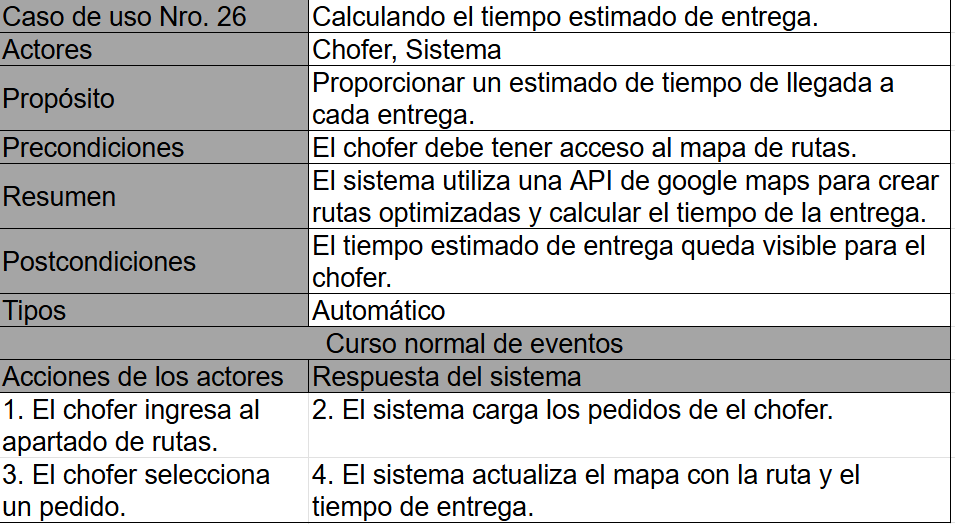 Caso de uso Nro. 26
Calculando el tiempo estimado de entrega.
Actores
Chofer, Sistema
Propósito
Proporcionar un estimado de tiempo de llegada a
cada entrega.
Precondiciones
El chofer debe tener acceso al mapa de rutas.
Resumen
El sistema utiliza una API de google maps para crear
rutas optimizadas y calcular el tiempo de la entrega.
Postcondiciones
El tiempo estimado de entrega queda visible para el
chofer.
Tipos
Automático
Curso normal de eventos
Acciones de los actores
Respuesta del sistema
1. El chofer ingresa al
apartado de rutas.
2. El sistema carga los pedidos de el chofer.
3. El chofer selecciona
un pedido.
4. El sistema actualiza el mapa con la ruta y el
tiempo de entrega.